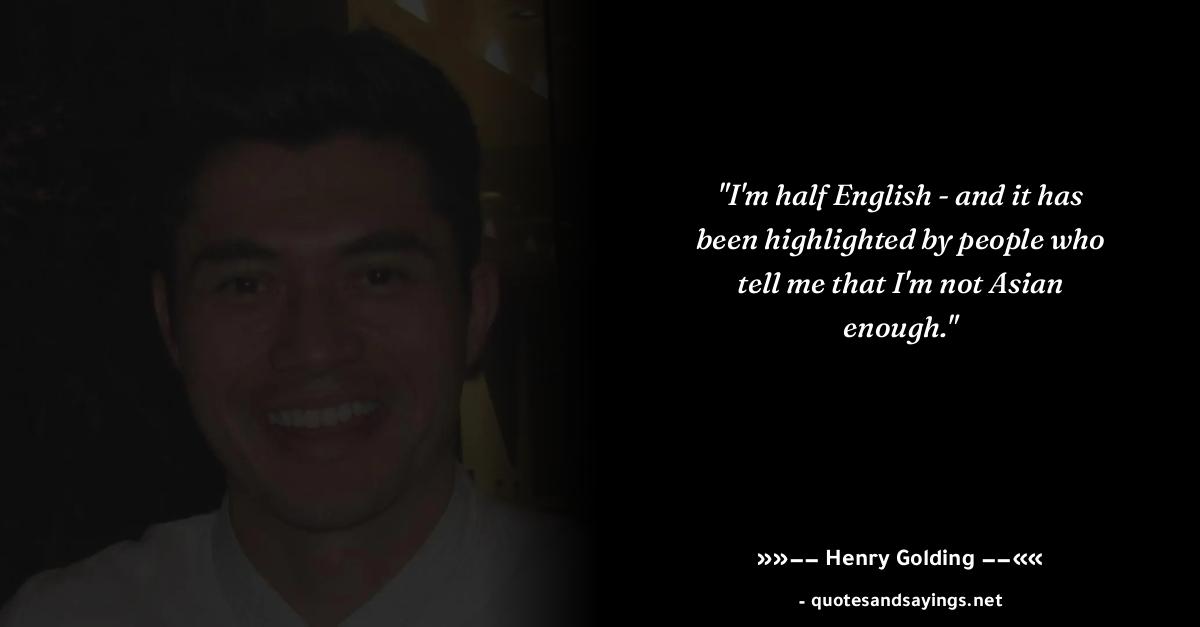 "I'm half English - and it has
been highlighted by people who
tell me that I'm not Asian
enough."
»»−− Henry Golding −−««
- quotesandsayings.net